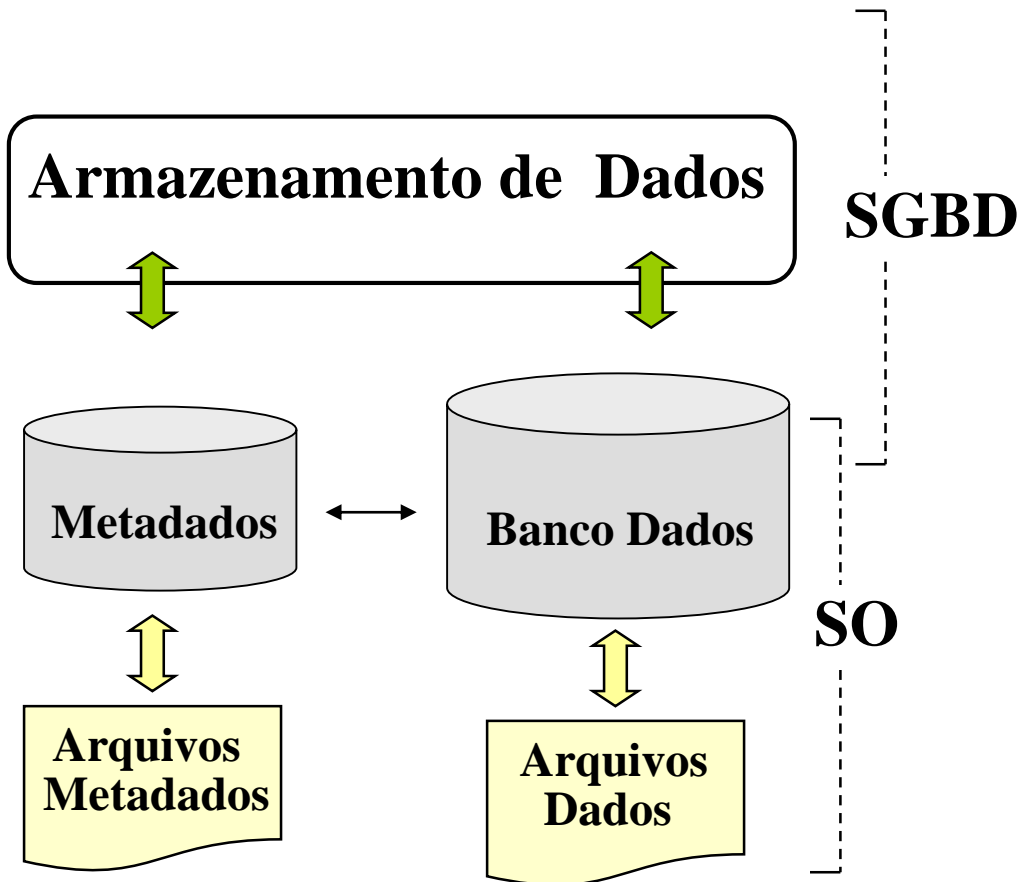 Armazenamento de Dados
SGBD
Metadados
Banco Dados
SO
Arquivos
Metadados
Arquivos
Dados